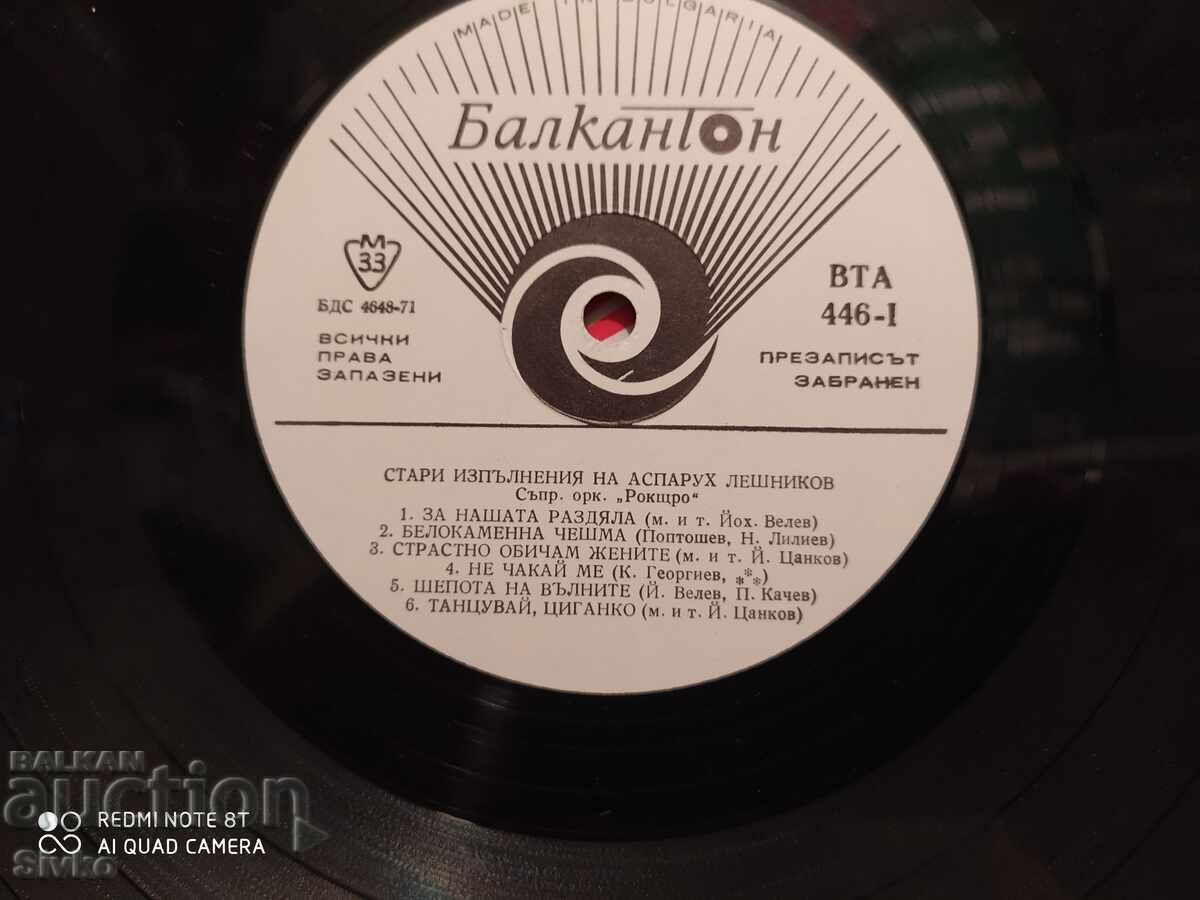 MADE IN BULGARIA
Балкантон
М
33
БДС 4648-71
ВСИЧКИ
ПРАВА
ЗАПАЗЕНИ
ВТА
446-I
ПРЕЗАПИСЪТ
ЗАБРАНЕН
СТАРИ ИЗПЪЛНЕНИЯ НА АСПАРУХ ЛЕШНИКОВ
Съпр. орк. „Рокщро“
1. ЗА НАШАТА РАЗДЯЛА (м. и т. Йох. Велев)
2. БЕЛОКАМЕННА ЧЕШМА (Поптошев, Н. Лилиев)
3. СТРАСТНО ОБИЧАМ ЖЕНИТЕ (м. и т. Й. Цанков)
4. НЕ ЧАКАЙ МЕ (К. Георгиев, ***)
5. ШЕПОТА НА ВЪЛНИТЕ (Й. Велев, П. Качев)
6. ТАНЦУВАЙ, ЦИГАНКО (м. и т. Й. Цанков)
BALKAN
auction
REDMI NOTE 8T
AI QUAD CAMERA
Sivko